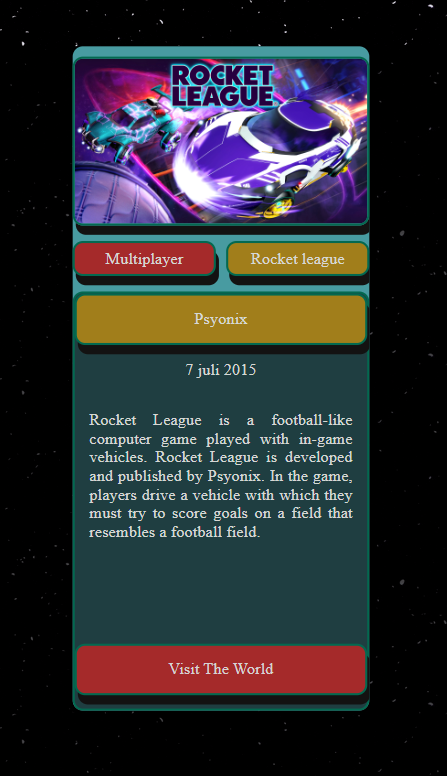 ROCKET
LEAGUE
Multiplayer
Rocket league
Psyonix
7 juli 2015
Rocket League is a football-like
computer game played with in-game
vehicles. Rocket League is developed
and published by Psyonix. In the game,
players drive a vehicle with which they
must try to score goals on a field that
resembles a football field.
Visit The World